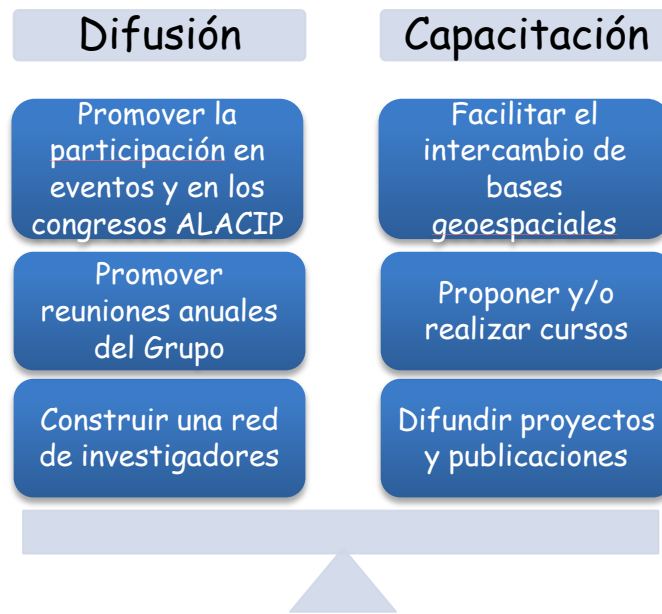 Difusión
Promover la
participación en
eventos y en los
congresos ALACIP
Promover
reuniones anuales
del Grupo
Construir una red
de investigadores
Capacitación
Facilitar el
intercambio de
bases
geoespaciales
Proponer y/o
realizar cursos
Difundir proyectos
y publicaciones